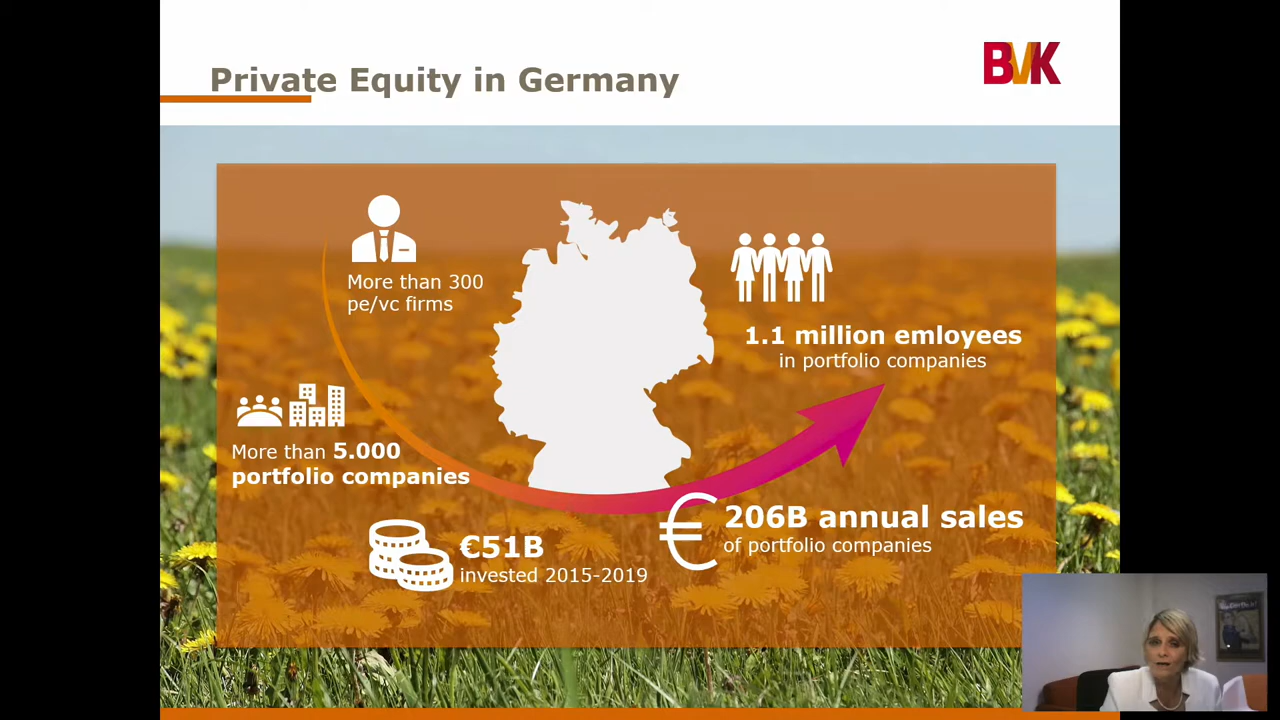 Private Equity in Germany
BVK
More than 300
pe/vc firms
1.1 million emloyees
in portfolio companies
More than 5.000
portfolio companies
€51B
invested 2015-2019
€ 206B annual sales
of portfolio companies